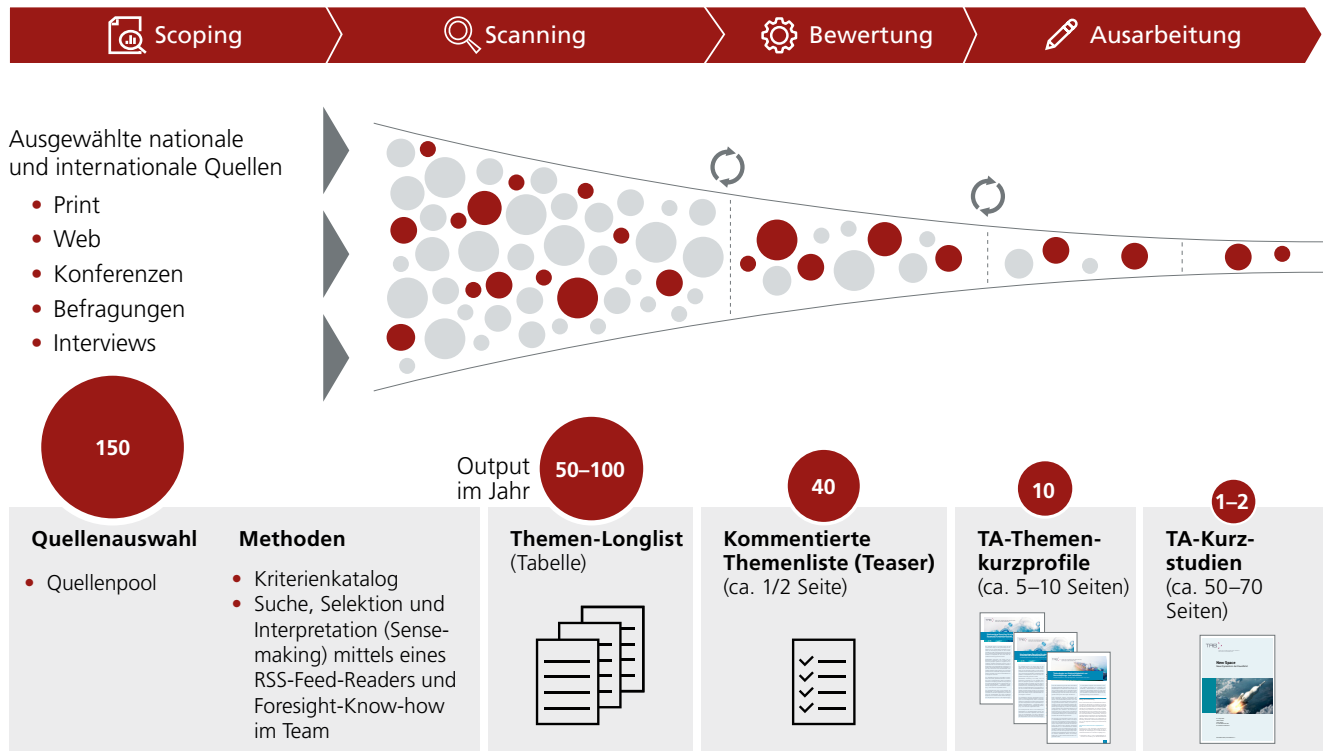 Scoping
Scanning
Bewertung
Ausarbeitung
Ausgewählte nationale
und internationale Quellen
• Print
• Web
• Konferenzen
• Befragungen
• Interviews
150
Output
im Jahr
50–100
40
10
1–2
Quellenauswahl
• Quellenpool
Methoden
• Kriterienkatalog
• Suche, Selektion und
Interpretation (Sense-
making) mittels eines
RSS-Feed-Readers und
Foresight-Know-how
im Team
Themen-Longlist
(Tabelle)
Kommentierte
Themenliste (Teaser)
(ca. 1/2 Seite)
TA-Themen-
kurzprofile
(ca. 5–10 Seiten)
TA-Kurz-
studien
(ca. 50–70
Seiten)
TAB
New Space